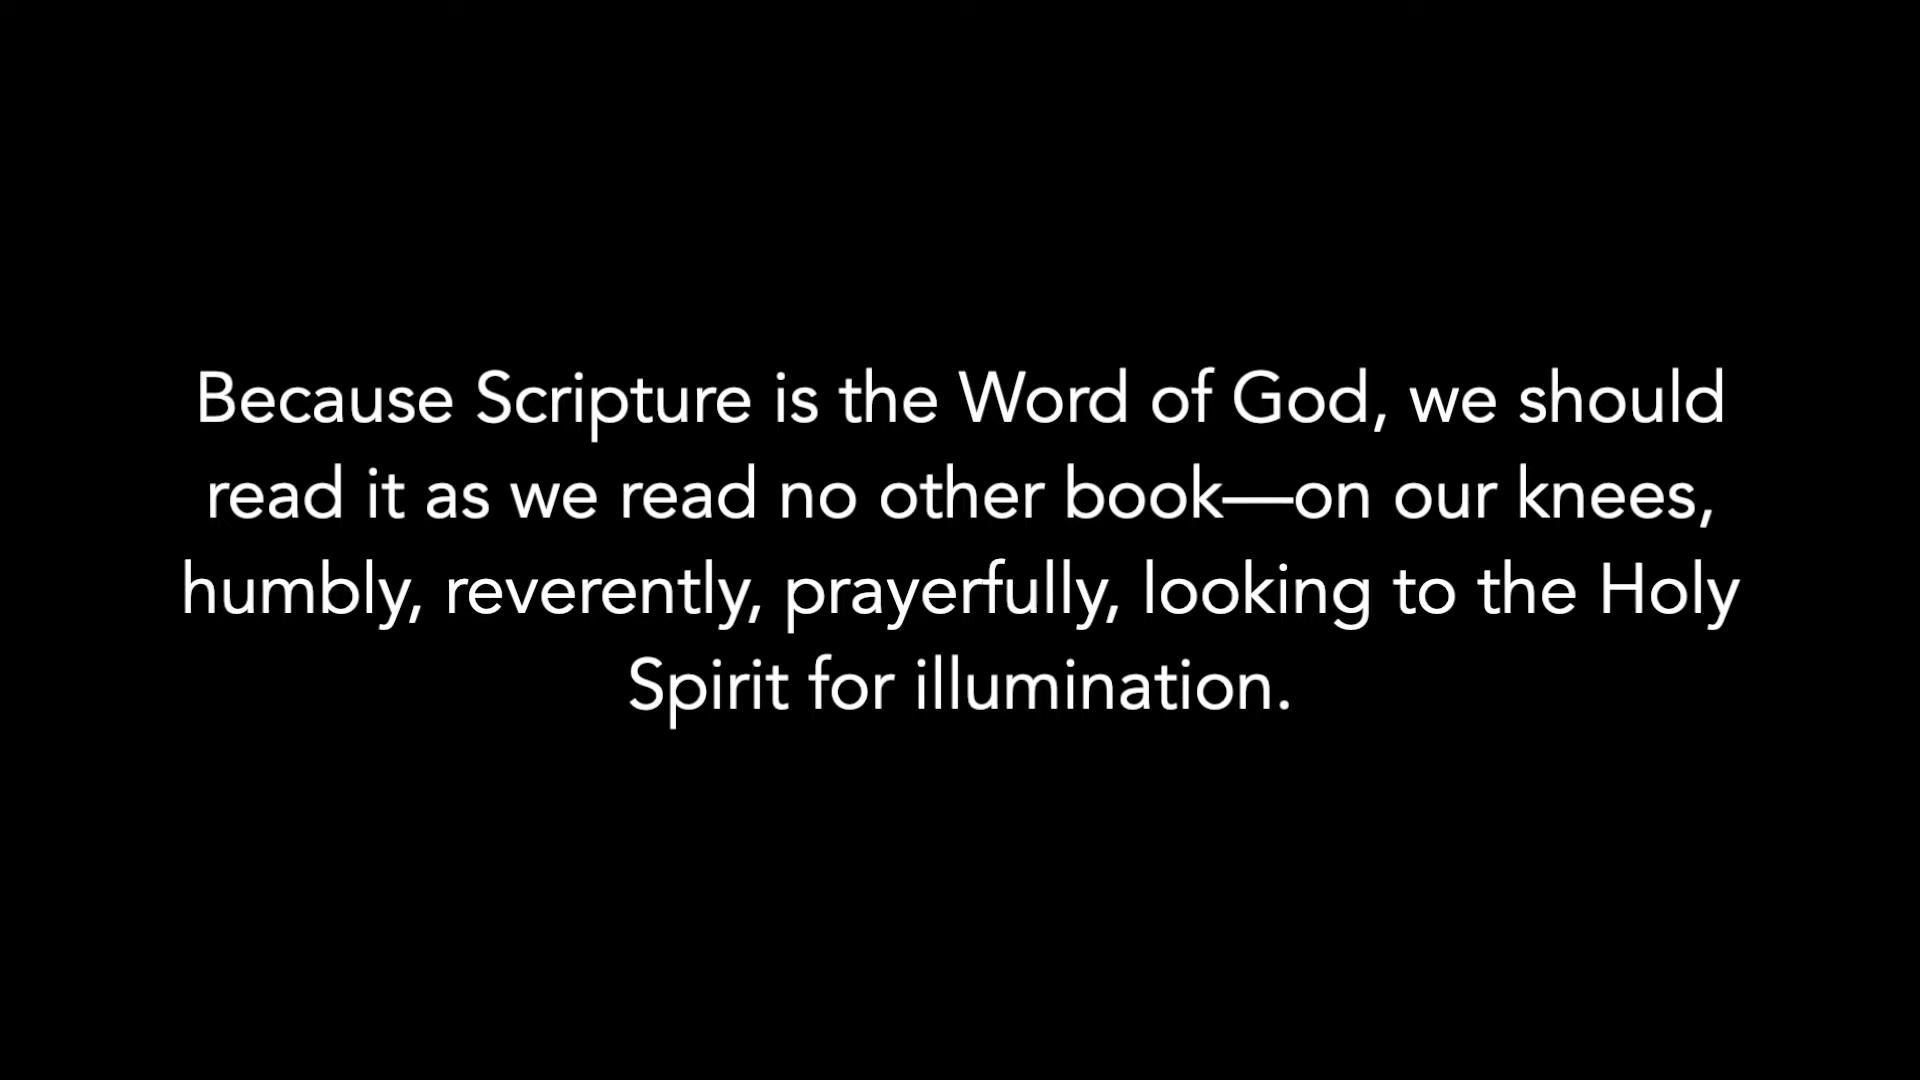 Because Scripture is the Word of God, we should
read it as we read no other book—on our knees,
humbly, reverently, prayerfully, looking to the Holy
Spirit for illumination.